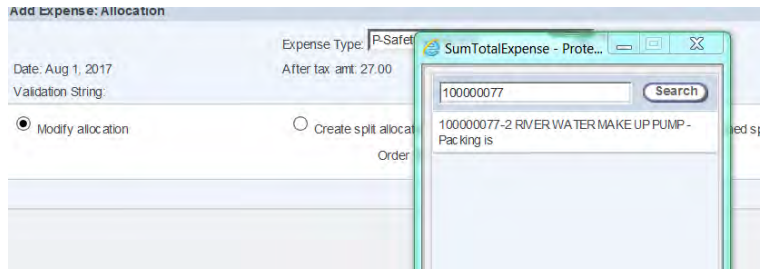 Add Expense: Allocation
Expense Type: P-Safet
SumTotalExpense - Prote...
Date: Aug 1, 2017
After tax amt: 27.00
Validation String:
100000077
Search
Modify allocation
Create split allocat
100000077-2 RIVER WATER MAKE UP PUMP -
Packing is
ed sp
Order